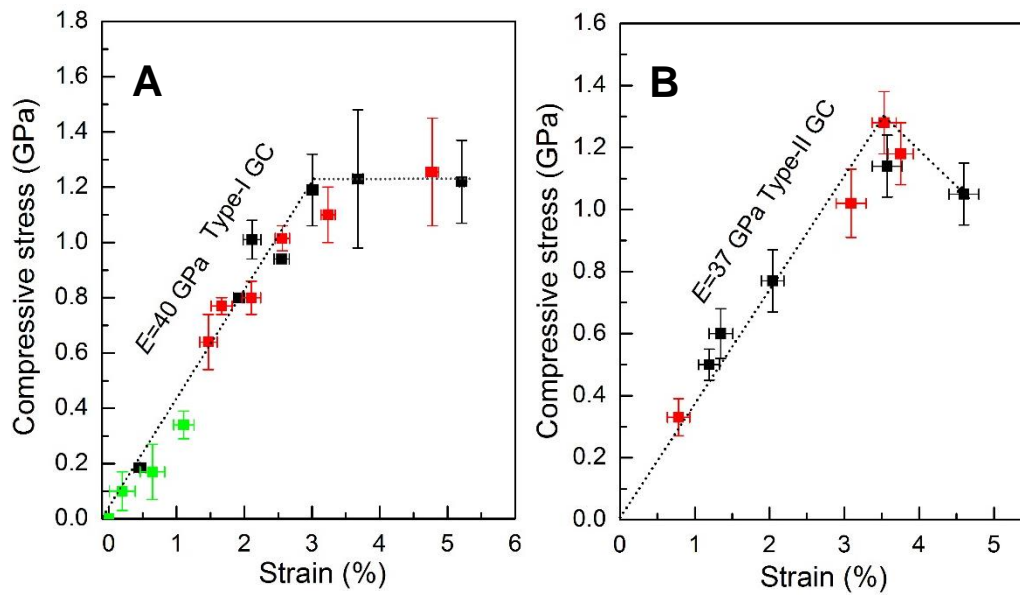 A
Compressive stress (GPa)
1.8
1.6
1.4
1.2
1.0
0.8
0.6
0.4
0.2
0.0
E=40 GPa Type-I GC
0 1 2 3 4 5 6
Strain (%)
B
Compressive stress (GPa)
1.6
1.4
1.2
1.0
0.8
0.6
0.4
0.2
0.0
E=37 GPa Type-II GC
0 1 2 3 4 5
Strain (%)